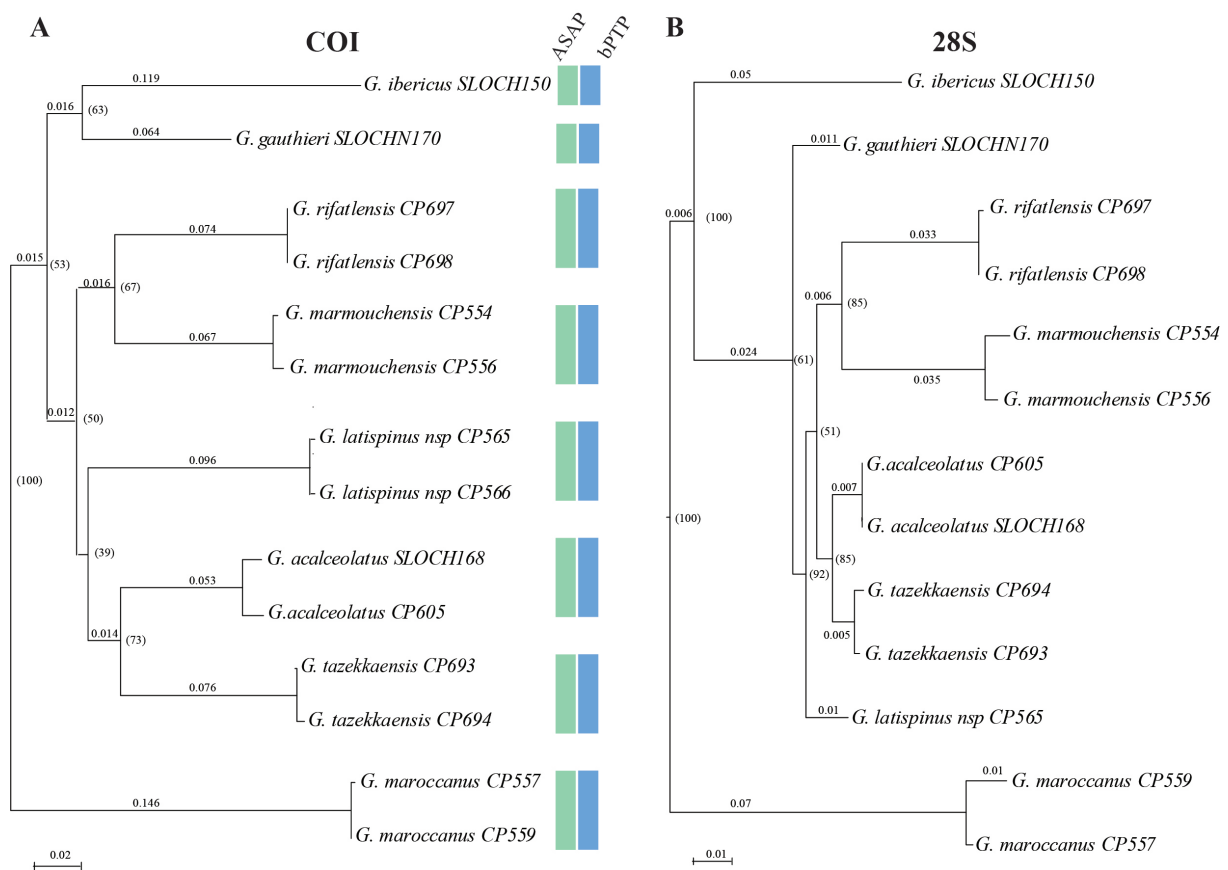 A
COI
ASAP
bPTP
0.119
G. ibericus SLOCH150
0.016
(63)
0.064
G. gauthieri SLOCHN170
G. rifatlensis CP697
0.074
G. rifatlensis CP698
0.015
(53)
0.016
(67)
G. marmouchensis CP554
0.067
G. marmouchensis CP556
0.012
(50)
G. latispinus nsp CP565
0.096
(100)
G. latispinus nsp CP566
(39)
G. acalceolatus SLOCH168
0.053
G.acalceolatus CP605
0.014
(73)
G. tazekkaensis CP693
0.076
G. tazekkaensis CP694
G. maroccanus CP557
0.146
G. maroccanus CP559
0.02
B
28S
0.05
G. ibericus SLOCH150
0.011
G. gauthieri SLOCHN170
0.006
(100)
G. rifatlensis CP697
0.033
G. rifatlensis CP698
0.006
(85)
G. marmouchensis CP554
0.024
(61)
0.035
G. marmouchensis CP556
(51)
G.acalceolatus CP605
0.007
(100)
G. acalceolatus SLOCH168
(92)
(85)
G. tazekkaensis CP694
0.005
G. tazekkaensis CP693
0.01
G. latispinus nsp CP565
0.01
G. maroccanus CP559
0.07
G. maroccanus CP557
0.01